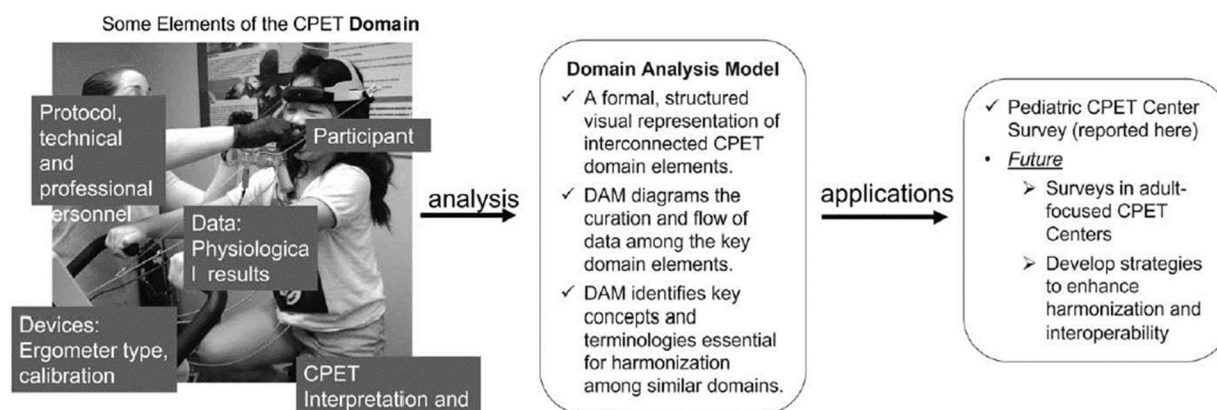 Some Elements of the CPET Domain
Protocol,
technical
and
professional
personnel
Participant
Data:
Physiologica
l results
Devices:
Ergometer type,
calibration
CPET
Interpretation and
analysis
Domain Analysis Model
✓ A formal, structured
visual representation of
interconnected CPET
domain elements.
✓ DAM diagrams the
curation and flow of
data among the key
domain elements.
✓ DAM identifies key
concepts and
terminologies essential
for harmonization
among similar domains.
applications
✓ Pediatric CPET Center
Survey (reported here)
• Future
➢ Surveys in adult-
focused CPET
Centers
➢ Develop strategies
to enhance
harmonization and
interoperability